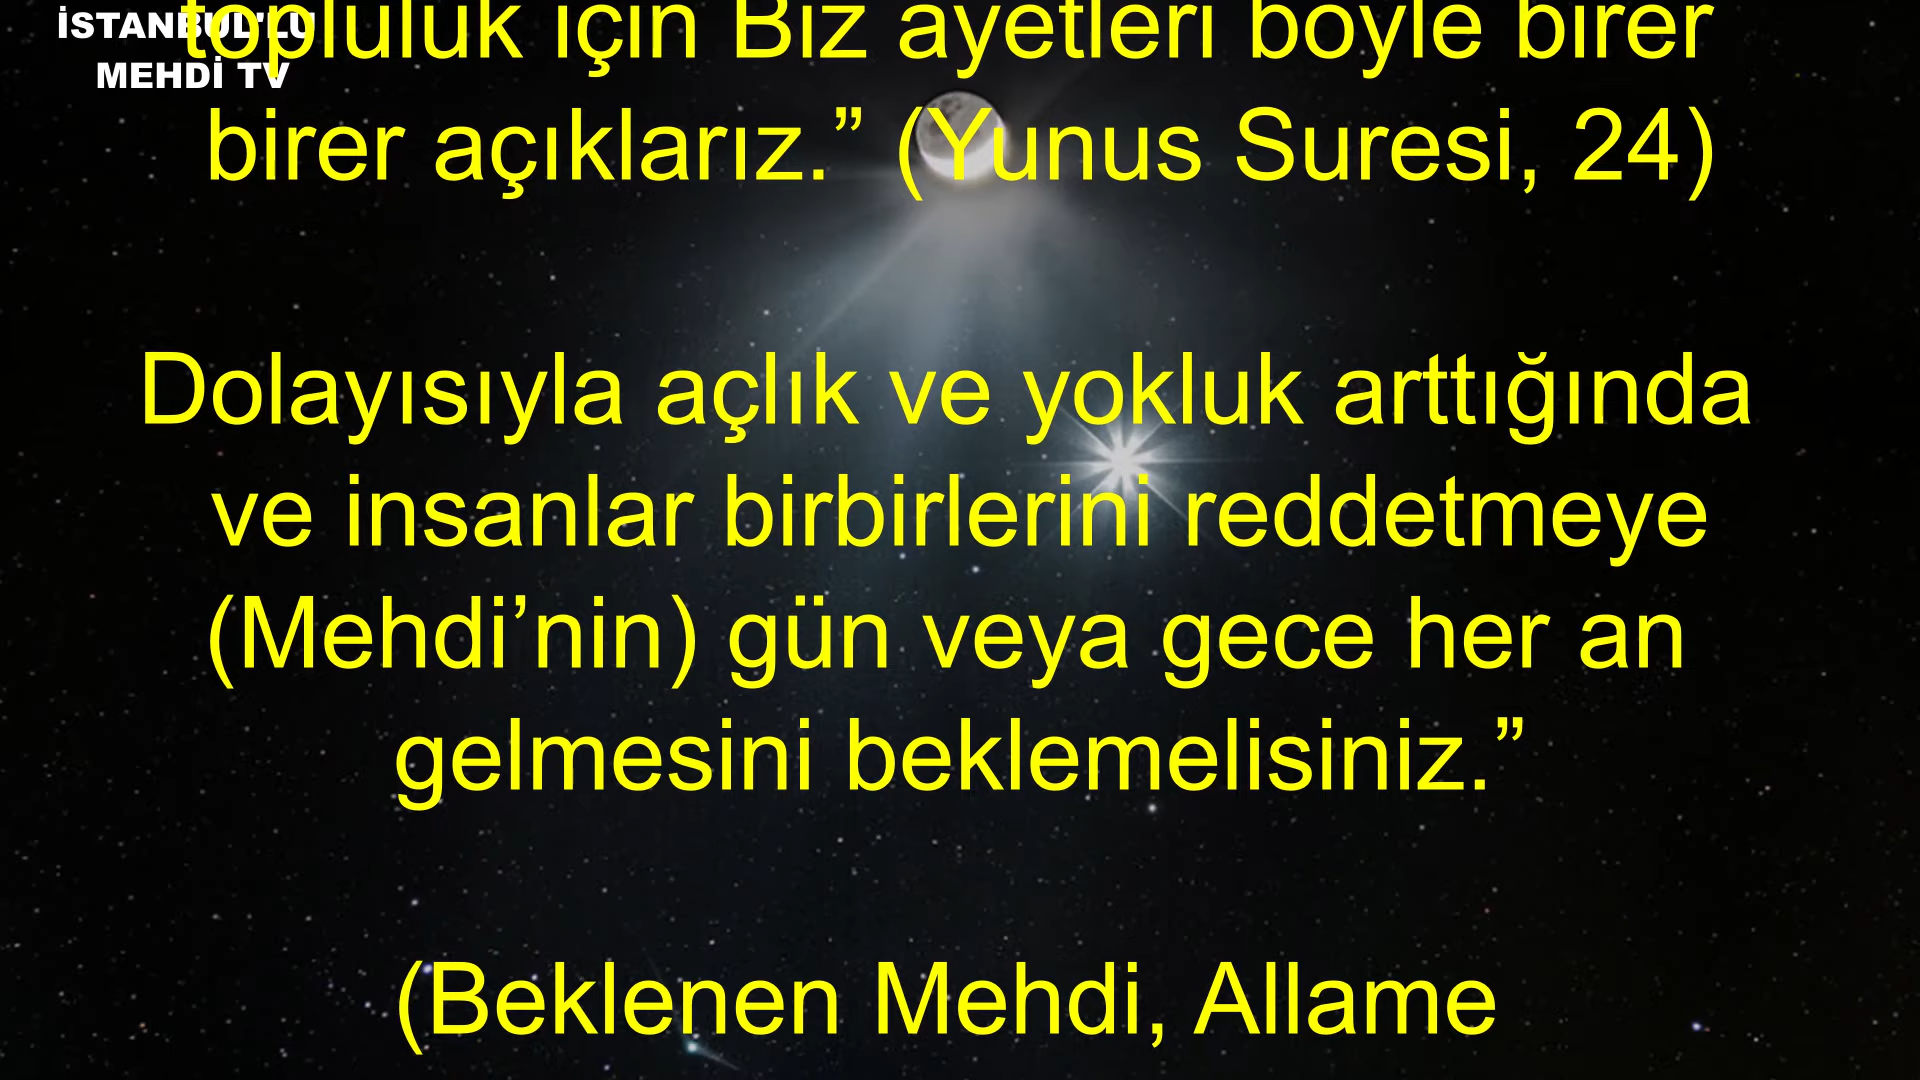 İSTANBUL'LU
MEHDİ TV
topluluk için Biz ayetleri böyle birer
birer açıklarız.” (Yunus Suresi, 24)
Dolayısıyla açlık ve yokluk arttığında
ve insanlar birbirlerini reddetmeye
(Mehdi’nin) gün veya gece her an
gelmesini beklemelisiniz.”
(Beklenen Mehdi, Allame